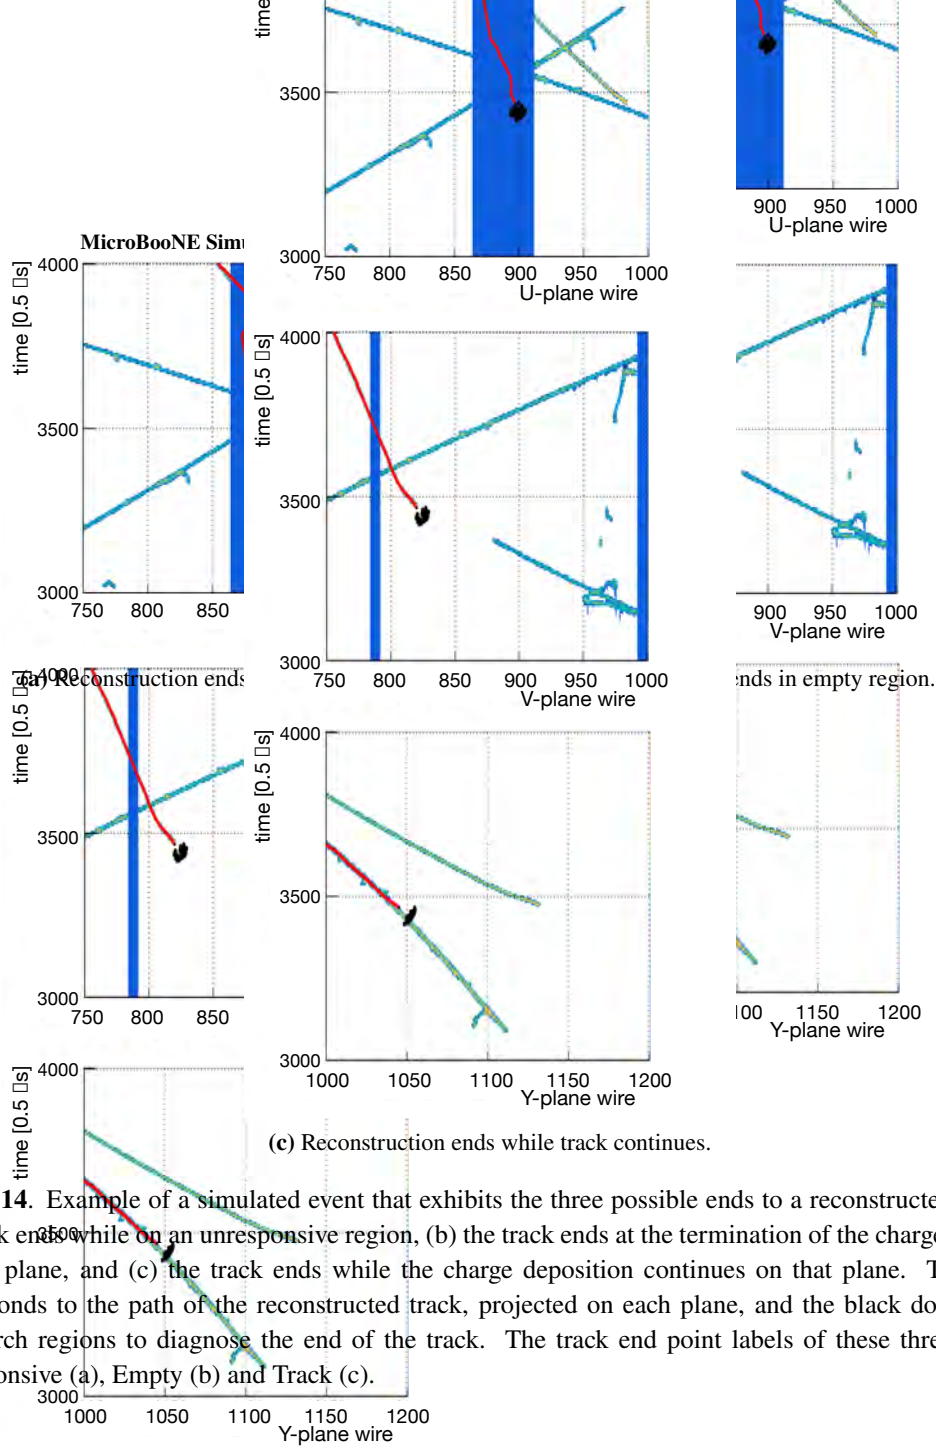 time [0.5 □s]
3500
3000
750 800 850 900 950 1000
U-plane wire
900 950 1000
U-plane wire
MicroBooNE Simu
time [0.5 □s]
4000
3500
3000
750 800 850
time [0.5 □s]
4000
3500
3000
750 800 850 900 950 1000
V-plane wire
900 950 1000
V-plane wire
(a) Reconstruction ends
ends in empty region.
time [0.5 □s]
4000
3500
3000
750 800 850
time [0.5 □s]
4000
3500
3000
1000 1050 1100 1150 1200
Y-plane wire
100 1150 1200
Y-plane wire
(c) Reconstruction ends while track continues.
time [0.5 □s]
4000
3500
3000
1000 1050 1100 1150 1200
Y-plane wire
14. Example of a simulated event that exhibits the three possible ends to a reconstructe
k ends while on an unresponsive region, (b) the track ends at the termination of the charge
plane, and (c) the track ends while the charge deposition continues on that plane. T
onds to the path of the reconstructed track, projected on each plane, and the black do
rch regions to diagnose the end of the track. The track end point labels of these thre
onsive (a), Empty (b) and Track (c).